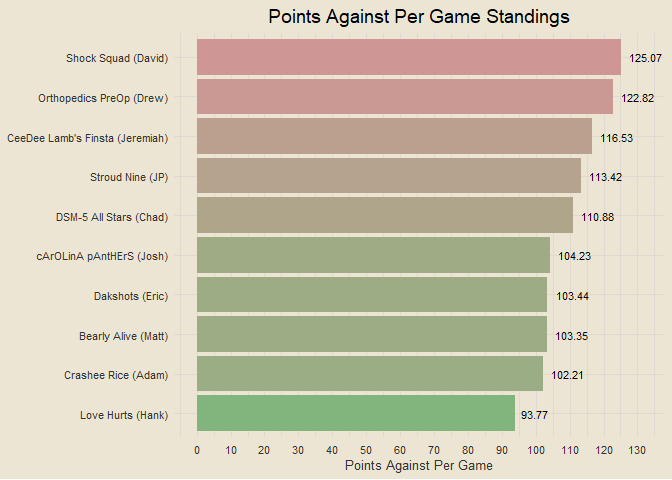 Points Against Per Game Standings
Shock Squad (David) 125.07
Orthopedics PreOp (Drew) 122.82
CeeDee Lamb's Finsta (Jeremiah) 116.53
Stroud Nine (JP) 113.42
DSM-5 All Stars (Chad) 110.88
cArOLinA pAntHErS (Josh) 104.23
Dakshots (Eric) 103.44
Bearly Alive (Matt) 103.35
Crashee Rice (Adam) 102.21
Love Hurts (Hank) 93.77
0 10 20 30 40 50 60 70 80 90 100 110 120 130
Points Against Per Game